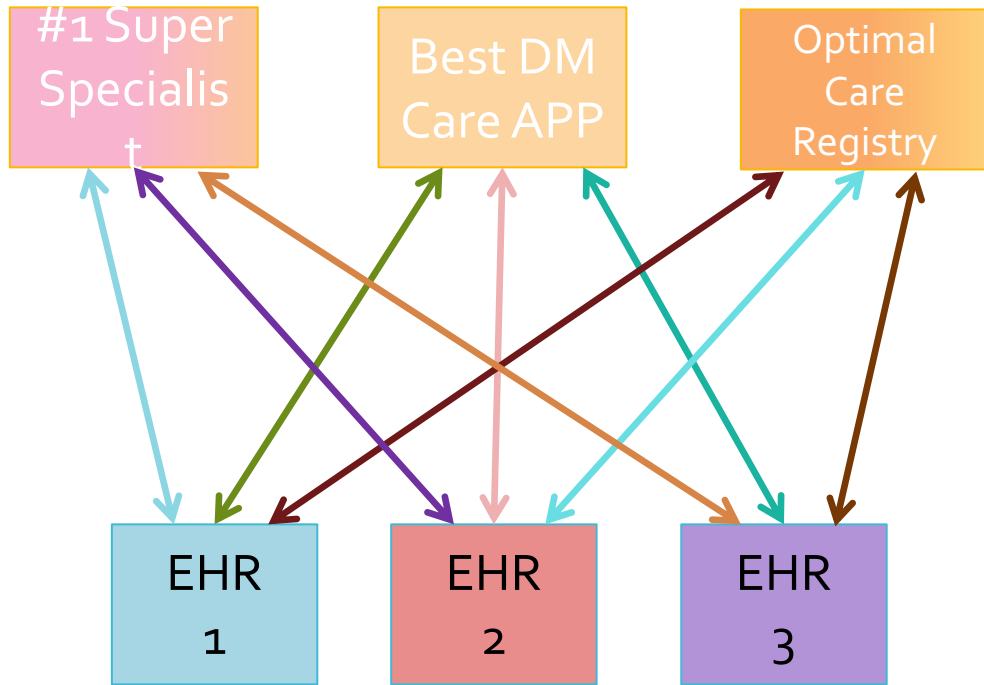 #1 Super
Specialis
t
Best DM
Care APP
Optimal
Care
Registry
EHR
1
EHR
2
EHR
3